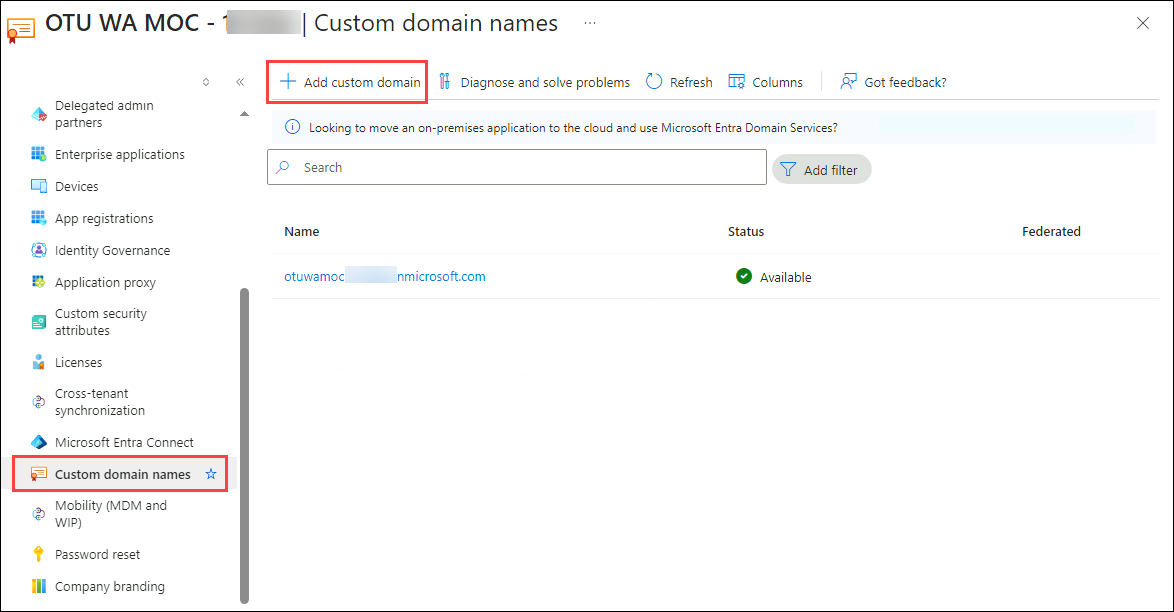 OTU WA MOC - | Custom domain names ...
Delegated admin
partners
Enterprise applications
Devices
App registrations
Identity Governance
Application proxy
Custom security
attributes
Licenses
Cross-tenant
synchronization
Microsoft Entra Connect
Custom domain names
Mobility (MDM and
WIP)
Password reset
Company branding
Add custom domain Diagnose and solve problems Refresh Columns Got feedback?
Looking to move an on-premises application to the cloud and use Microsoft Entra Domain Services?
Search Add filter
Name Status Federated
otuwamoc nmicrosoft.com Available